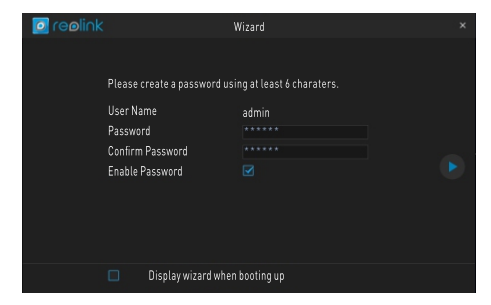 reolink
Wizard
×
Please create a password using at least 6 charaters.
User Name admin
Password ******
Confirm Password ******
Enable Password
Display wizard when booting up